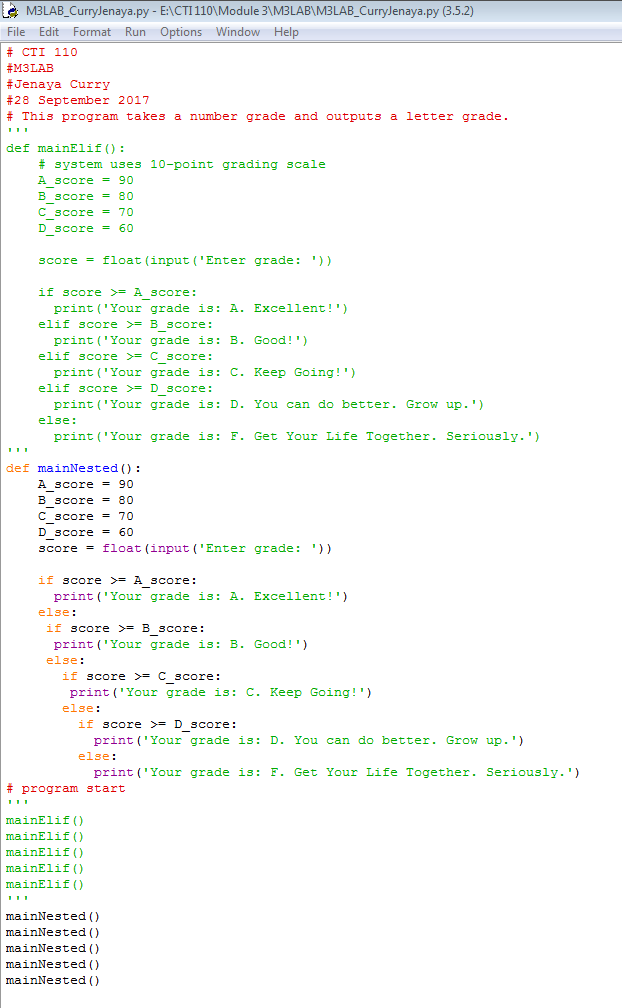 M3LAB_CurryJenaya.py - E:\CTI110\Module 3\M3LAB\M3LAB_CurryJenaya.py (3.5.2)
File Edit Format Run Options Window Help
# CTI 110
#M3LAB
#Jenaya Curry
#28 September 2017
# This program takes a number grade and outputs a letter grade.
'''
def mainElif():
    # system uses 10-point grading scale
    A_score = 90
    B_score = 80
    C_score = 70
    D_score = 60

    score = float(input('Enter grade: '))

    if score >= A_score:
      print('Your grade is: A. Excellent!')
    elif score >= B_score:
      print('Your grade is: B. Good!')
    elif score >= C_score:
      print('Your grade is: C. Keep Going!')
    elif score >= D_score:
      print('Your grade is: D. You can do better. Grow up.')
    else:
      print('Your grade is: F. Get Your Life Together. Seriously.')
'''
def mainNested():
    A_score = 90
    B_score = 80
    C_score = 70
    D_score = 60
    score = float(input('Enter grade: '))

    if score >= A_score:
      print('Your grade is: A. Excellent!')
    else:
     if score >= B_score:
      print('Your grade is: B. Good!')
     else:
       if score >= C_score:
        print('Your grade is: C. Keep Going!')
       else:
         if score >= D_score:
           print('Your grade is: D. You can do better. Grow up.')
         else:
           print('Your grade is: F. Get Your Life Together. Seriously.')
# program start
'''
mainElif()
mainElif()
mainElif()
mainElif()
mainElif()
'''
mainNested()
mainNested()
mainNested()
mainNested()
mainNested()